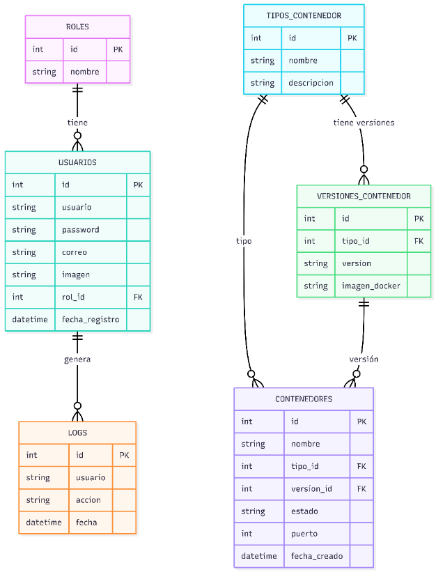 ROLES
int id PK
string nombre
tiene
USUARIOS
int id PK
string usuario
string password
string correo
string imagen
int rol_id FK
datetime fecha_registro
genera
LOGS
int id PK
string usuario
string accion
datetime fecha
TIPOS_CONTENEDOR
int id PK
string nombre
string descripcion
tiene versiones
VERSIONES_CONTENEDOR
int id PK
int tipo_id FK
string version
string imagen_docker
tipo
versión
CONTENEDORES
int id PK
string nombre
int tipo_id FK
int version_id FK
string estado
int puerto
datetime fecha_creado